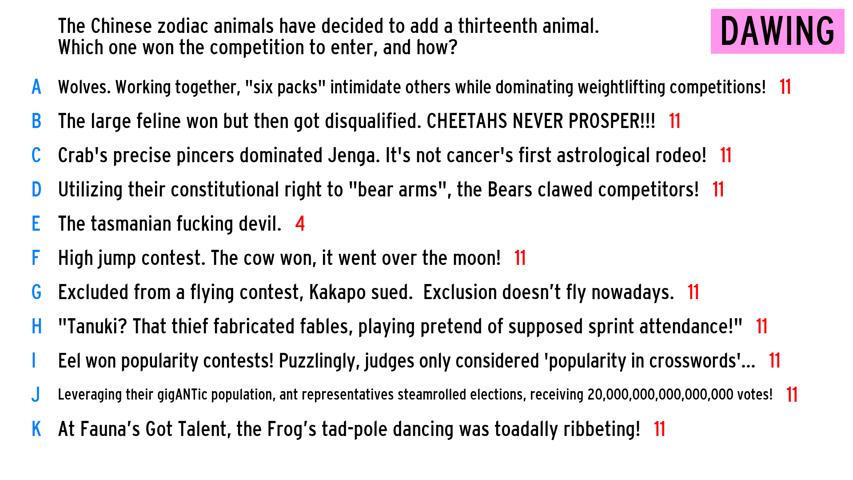 The Chinese zodiac animals have decided to add a thirteenth animal.
Which one won the competition to enter, and how?
DAWING
A Wolves. Working together, "six packs" intimidate others while dominating weightlifting competitions! 11
B The large feline won but then got disqualified. CHEETAHS NEVER PROSPER!!! 11
C Crab's precise pincers dominated Jenga. It's not cancer's first astrological rodeo! 11
D Utilizing their constitutional right to "bear arms", the Bears clawed competitors! 11
E The tasmanian fucking devil. 4
F High jump contest. The cow won, it went over the moon! 11
G Excluded from a flying contest, Kakapo sued. Exclusion doesn’t fly nowadays. 11
H "Tanuki? That thief fabricated fables, playing pretend of supposed sprint attendance!" 11
I Eel won popularity contests! Puzzlingly, judges only considered 'popularity in crosswords'... 11
J Leveraging their gigANTic population, ant representatives steamrolled elections, receiving 20,000,000,000,000,000 votes! 11
K At Fauna’s Got Talent, the Frog’s tad-pole dancing was toadally ribbeting! 11